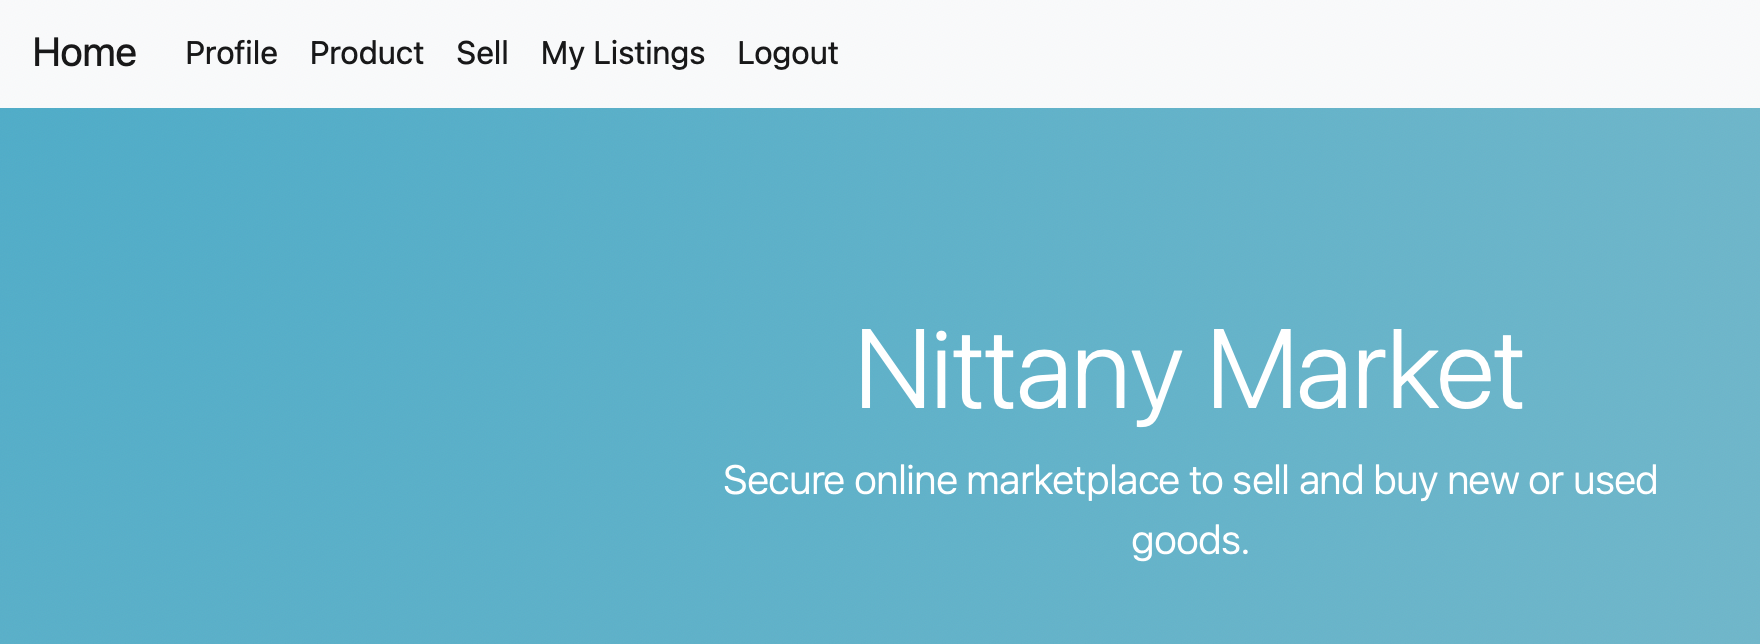 Home Profile Product Sell My Listings Logout
Nittany Market
Secure online marketplace to sell and buy new or used
goods.